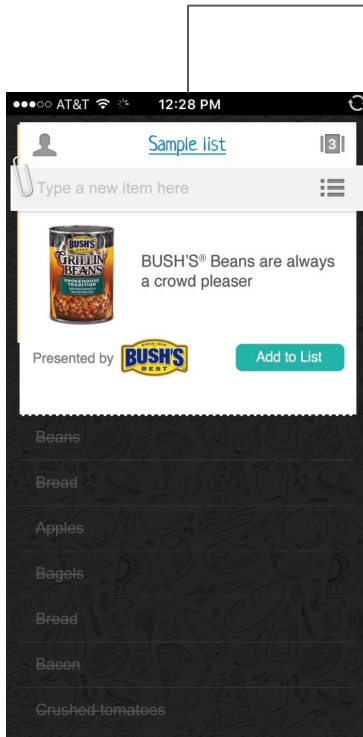 AT&T 12:28 PM
Sample list
3
Type a new item here
BUSH'S
GRILLIN'
BEANS
SMOKEHOUSE
TRADITION
BUSH'S® Beans are always
a crowd pleaser
Presented by
BUSH'S
BEST
Add to List
Beans
Bread
Apples
Bagels
Bread
Bacon
Crushed tomatoes